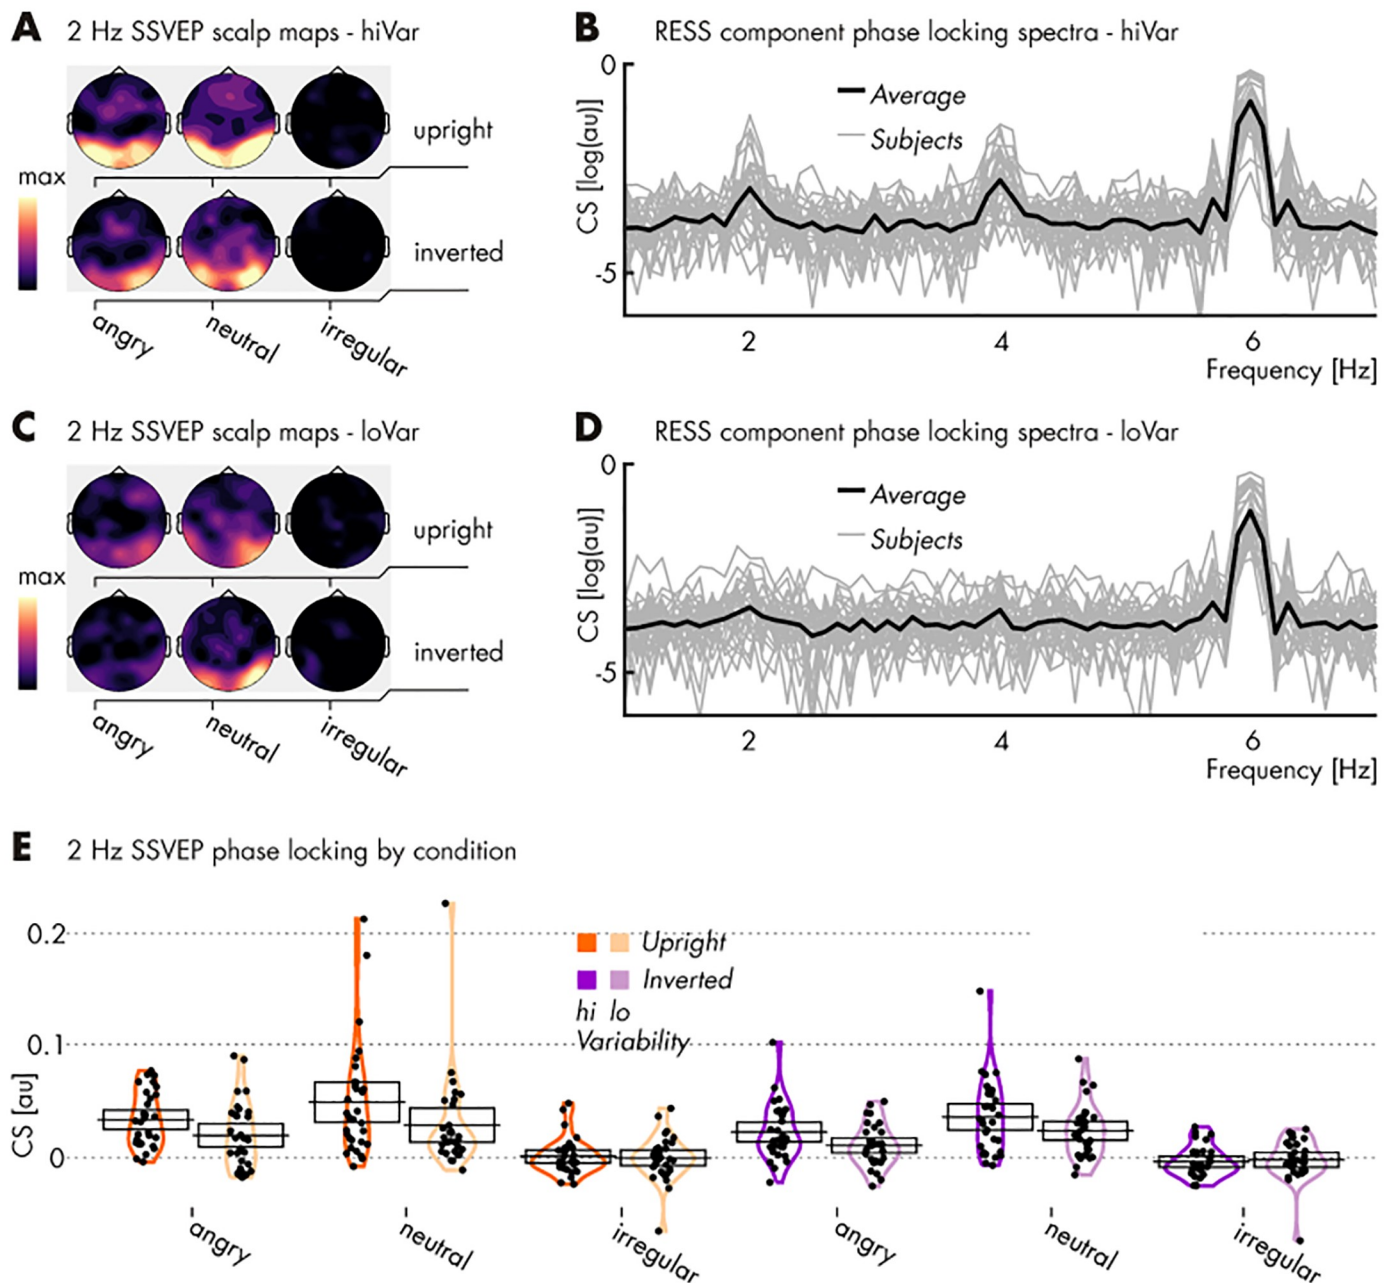 A 2 Hz SSVEP scalp maps - hiVar
upright
max
inverted
angry
neutral
irregular
B RESS component phase locking spectra - hiVar
0
Average
Subjects
CS [log(au)]
-5
2 4 6
Frequency [Hz]
C 2 Hz SSVEP scalp maps - loVar
upright
max
inverted
angry
neutral
irregular
D RESS component phase locking spectra - loVar
0
Average
Subjects
CS [log(au)]
-5
2 4 6
Frequency [Hz]
E 2 Hz SSVEP phase locking by condition
0.2
Upright
Inverted
hi lo
Variability
0.1
CS [au]
0
angry neutral irregular angry neutral irregular